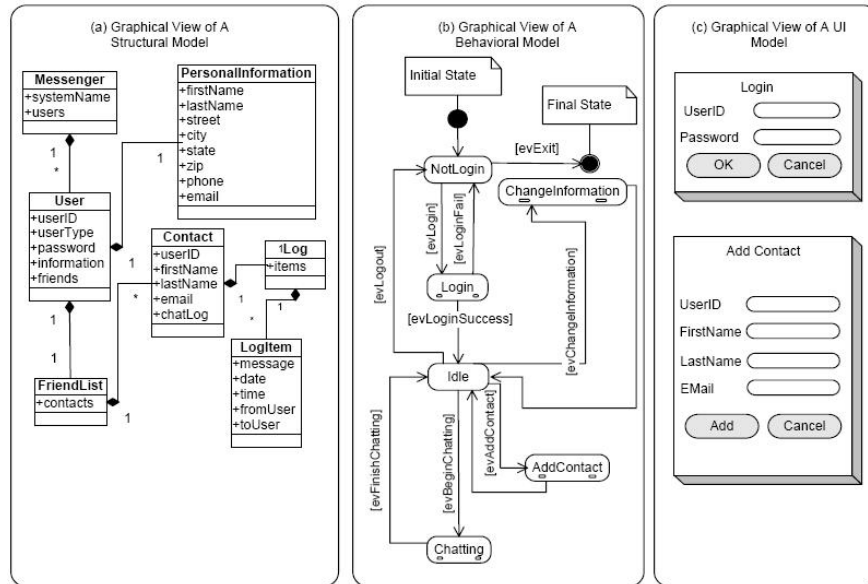 (a) Graphical View of A
Structural Model
Messenger
+systemName
+users
1
*
PersonalInformation
+firstName
+lastName
+street
+city
+state
+zip
+phone
+email
1
User
+userID
+userType
+password
+information
+friends
1
1
1
Contact
+userID
+firstName
+lastName
+email
+chatLog
*
1
1Log
+items
1
*
LogItem
+message
+date
+time
+fromUser
+toUser
FriendList
+contacts
1
(b) Graphical View of A
Behavioral Model
Initial State
Final State
[evExit]
NotLogin
ChangeInformation
[evLogin]
[evLoginFail]
[evLogout]
Login
[evLoginSuccess]
[evChangeInformation]
Idle
[evFinishChatting]
[evBeginChatting]
[evAddContact]
AddContact
Chatting
(c) Graphical View of A UI
Model
Login
UserID
Password
OK
Cancel
Add Contact
UserID
FirstName
LastName
EMail
Add
Cancel